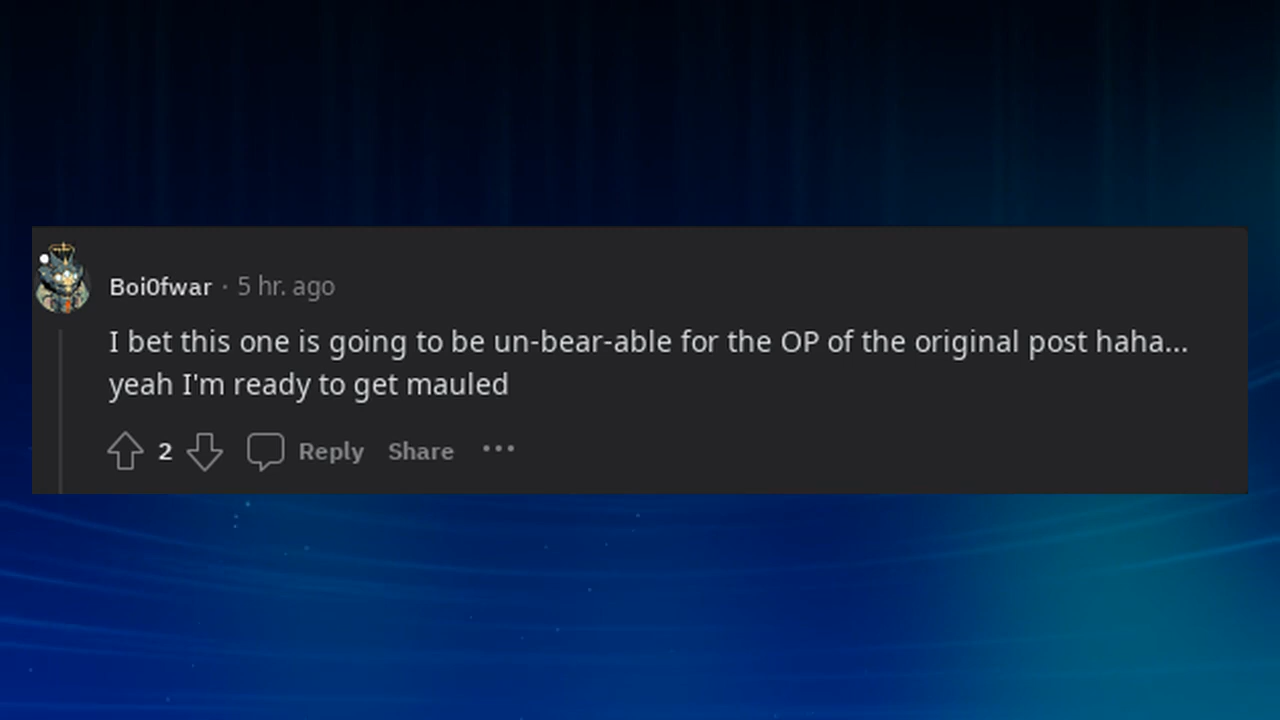 Boi0fwar · 5 hr. ago
I bet this one is going to be un-bear-able for the OP of the original post haha...
yeah I'm ready to get mauled
2 Reply Share ···